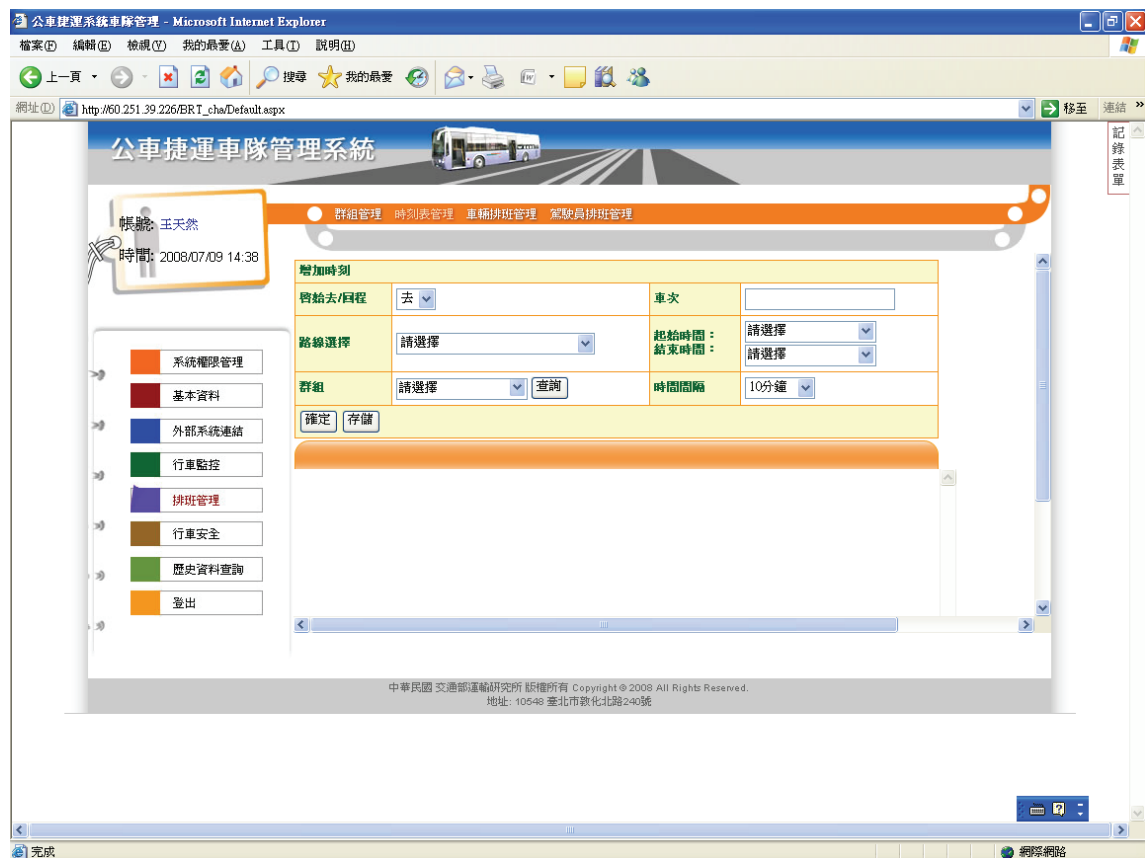 公車捷運系統車隊管理 - Microsoft Internet Explorer
檔案(F) 編輯(E) 檢視(V) 我的最愛(A) 工具(T) 說明(H)
上一頁 搜尋 我的最愛
網址(D) http://60.251.39.226/BRT_cha/Default.aspx 移至 連結 »
記錄表單
公車捷運車隊管理系統
帳號: 王天然
時間: 2008/07/09 14:38
群組管理 時刻表管理 車輛排班管理 駕駛員排班管理
增加時刻
啓始去/回程 去 車次
路線選擇 請選擇 起始時間： 請選擇
結束時間： 請選擇
群組 請選擇 查詢 時間間隔 10分鐘
確定 存儲
系統權限管理
基本資料
外部系統連結
行車監控
排班管理
行車安全
歷史資料查詢
登出
中華民國 交通部運輸研究所 版權所有 Copyright © 2008 All Rights Reserved.
地址: 10548 臺北市敦化北路240號
完成 網際網路